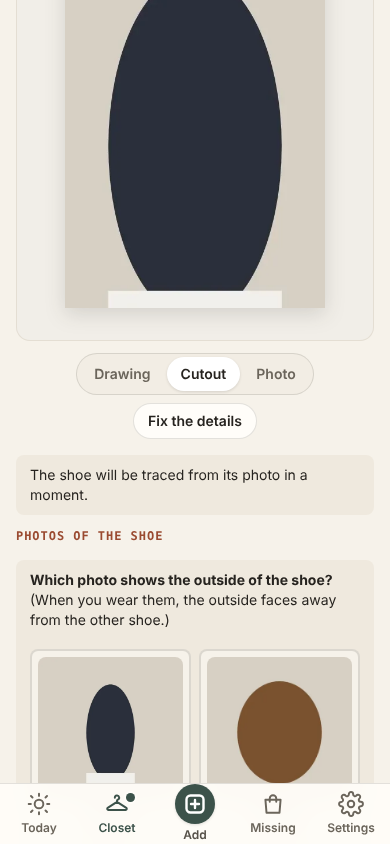 Drawing
Cutout
Photo
Fix the details
The shoe will be traced from its photo in a
moment.
PHOTOS OF THE SHOE
Which photo shows the outside of the shoe?
(When you wear them, the outside faces away
from the other shoe.)
Today
Closet
Add
Missing
Settings